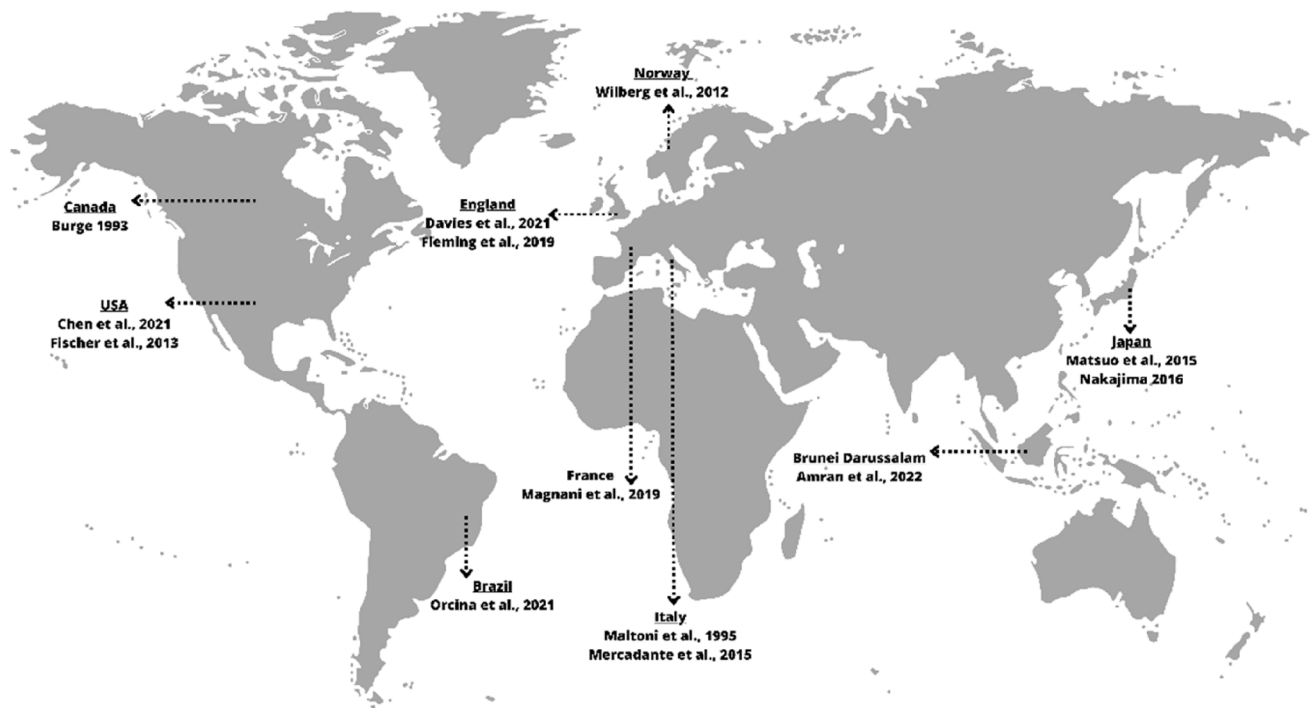 Norway
Wilberg et al., 2012
Canada
Burge 1993
England
Davies et al., 2021
Fleming et al., 2019
USA
Chen et al., 2021
Fischer et al., 2013
Japan
Matsuo et al., 2015
Nakajima 2016
Brunei Darussalam
Amran et al., 2022
France
Magnani et al., 2019
Brazil
Orcina et al., 2021
Italy
Maltoni et al., 1995
Mercadante et al., 2015